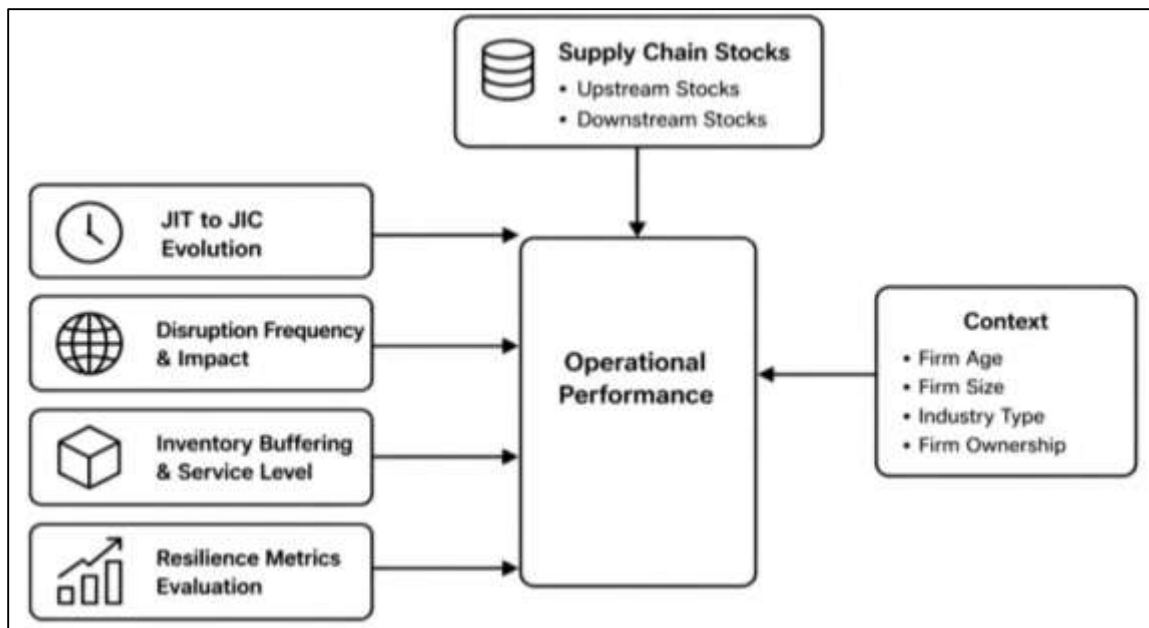 Supply Chain Stocks
• Upstream Stocks
• Downstream Stocks
JIT to JIC
Evolution
Disruption Frequency
& Impact
Inventory Buffering
& Service Level
Resilience Metrics
Evaluation
Operational
Performance
Context
• Firm Age
• Firm Size
• Industry Type
• Firm Ownership